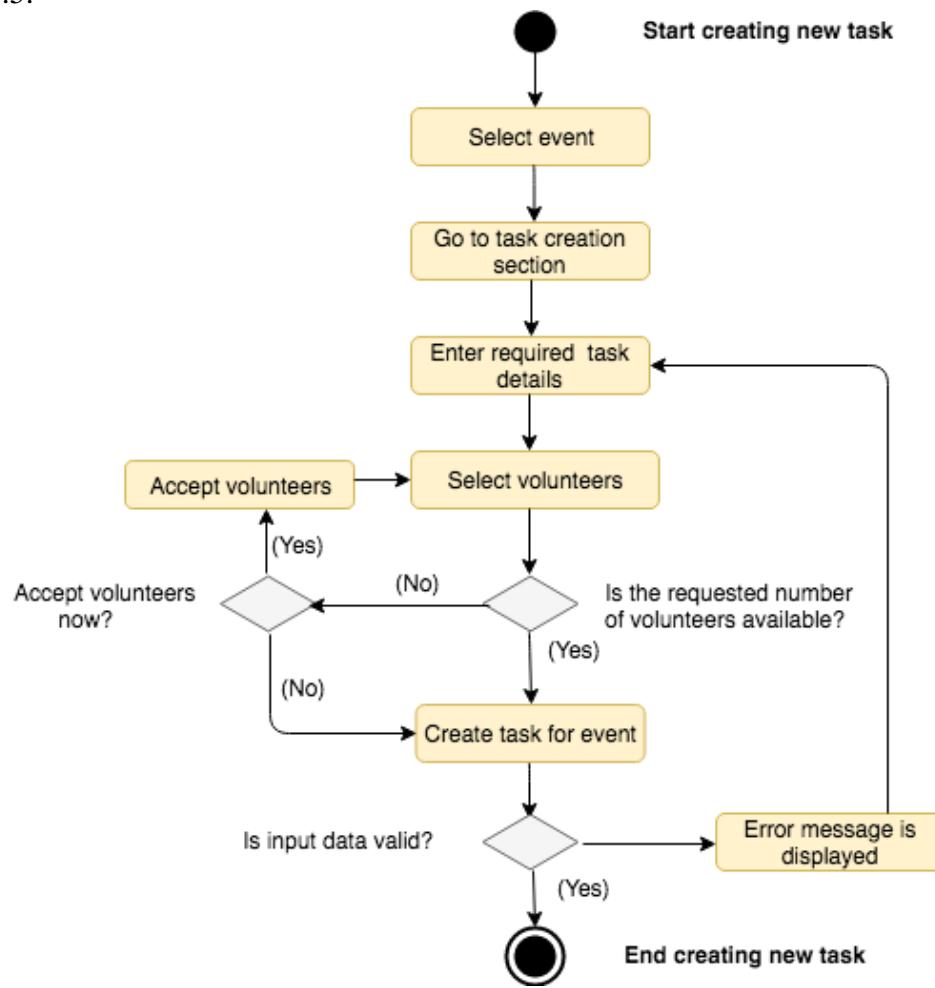 .5.
Start creating new task
Select event
Go to task creation
section
Enter required task
details
Accept volunteers
Select volunteers
(Yes)
(No)
Accept volunteers
now?
Is the requested number
of volunteers available?
(Yes)
(No)
Create task for event
Is input data valid?
Error message is
displayed
(Yes)
End creating new task